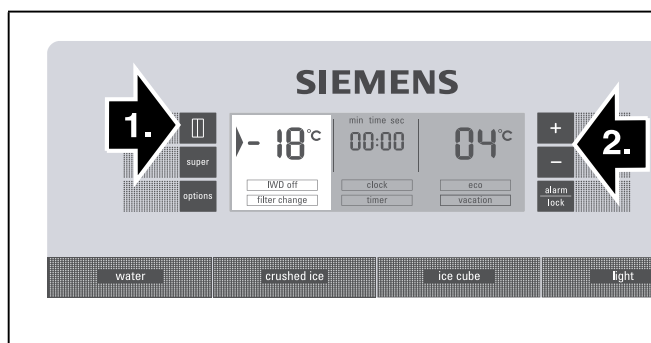 SIEMENS
1.
super
options
- 18°C
IWD off
filter change
min time sec
00:00
clock
timer
04°C
eco
vacation
+
−
alarm
lock
2.
water
crushed ice
ice cube
light